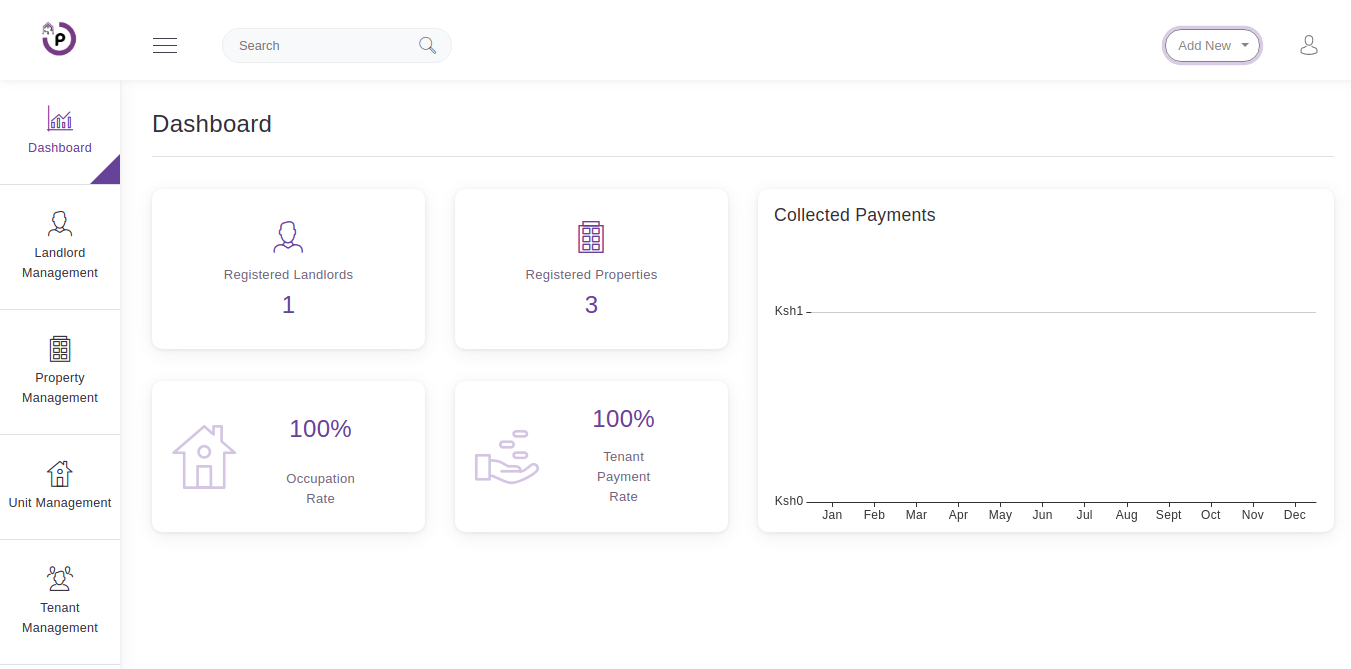 P
Search
Add New
Dashboard
Landlord
Management
Property
Management
Unit Management
Tenant
Management
Dashboard
Registered Landlords
1
Registered Properties
3
100%
Occupation
Rate
100%
Tenant
Payment
Rate
Collected Payments
Ksh1
Ksh0
Jan Feb Mar Apr May Jun Jul Aug Sept Oct Nov Dec